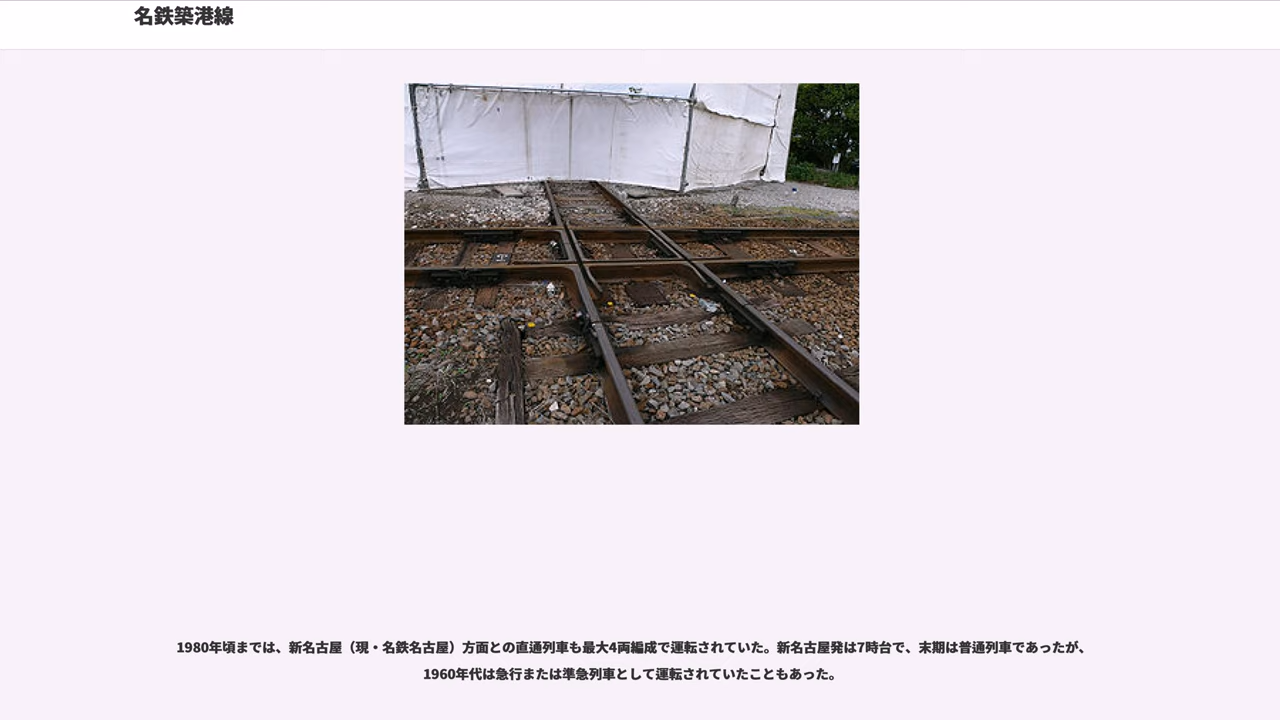 名鉄築港線
1980年頃までは、新名古屋（現・名鉄名古屋）方面との直通列車も最大4両編成で運転されていた。新名古屋発は7時台で、末期は普通列車であったが、
1960年代は急行または準急列車として運転されていたこともあった。